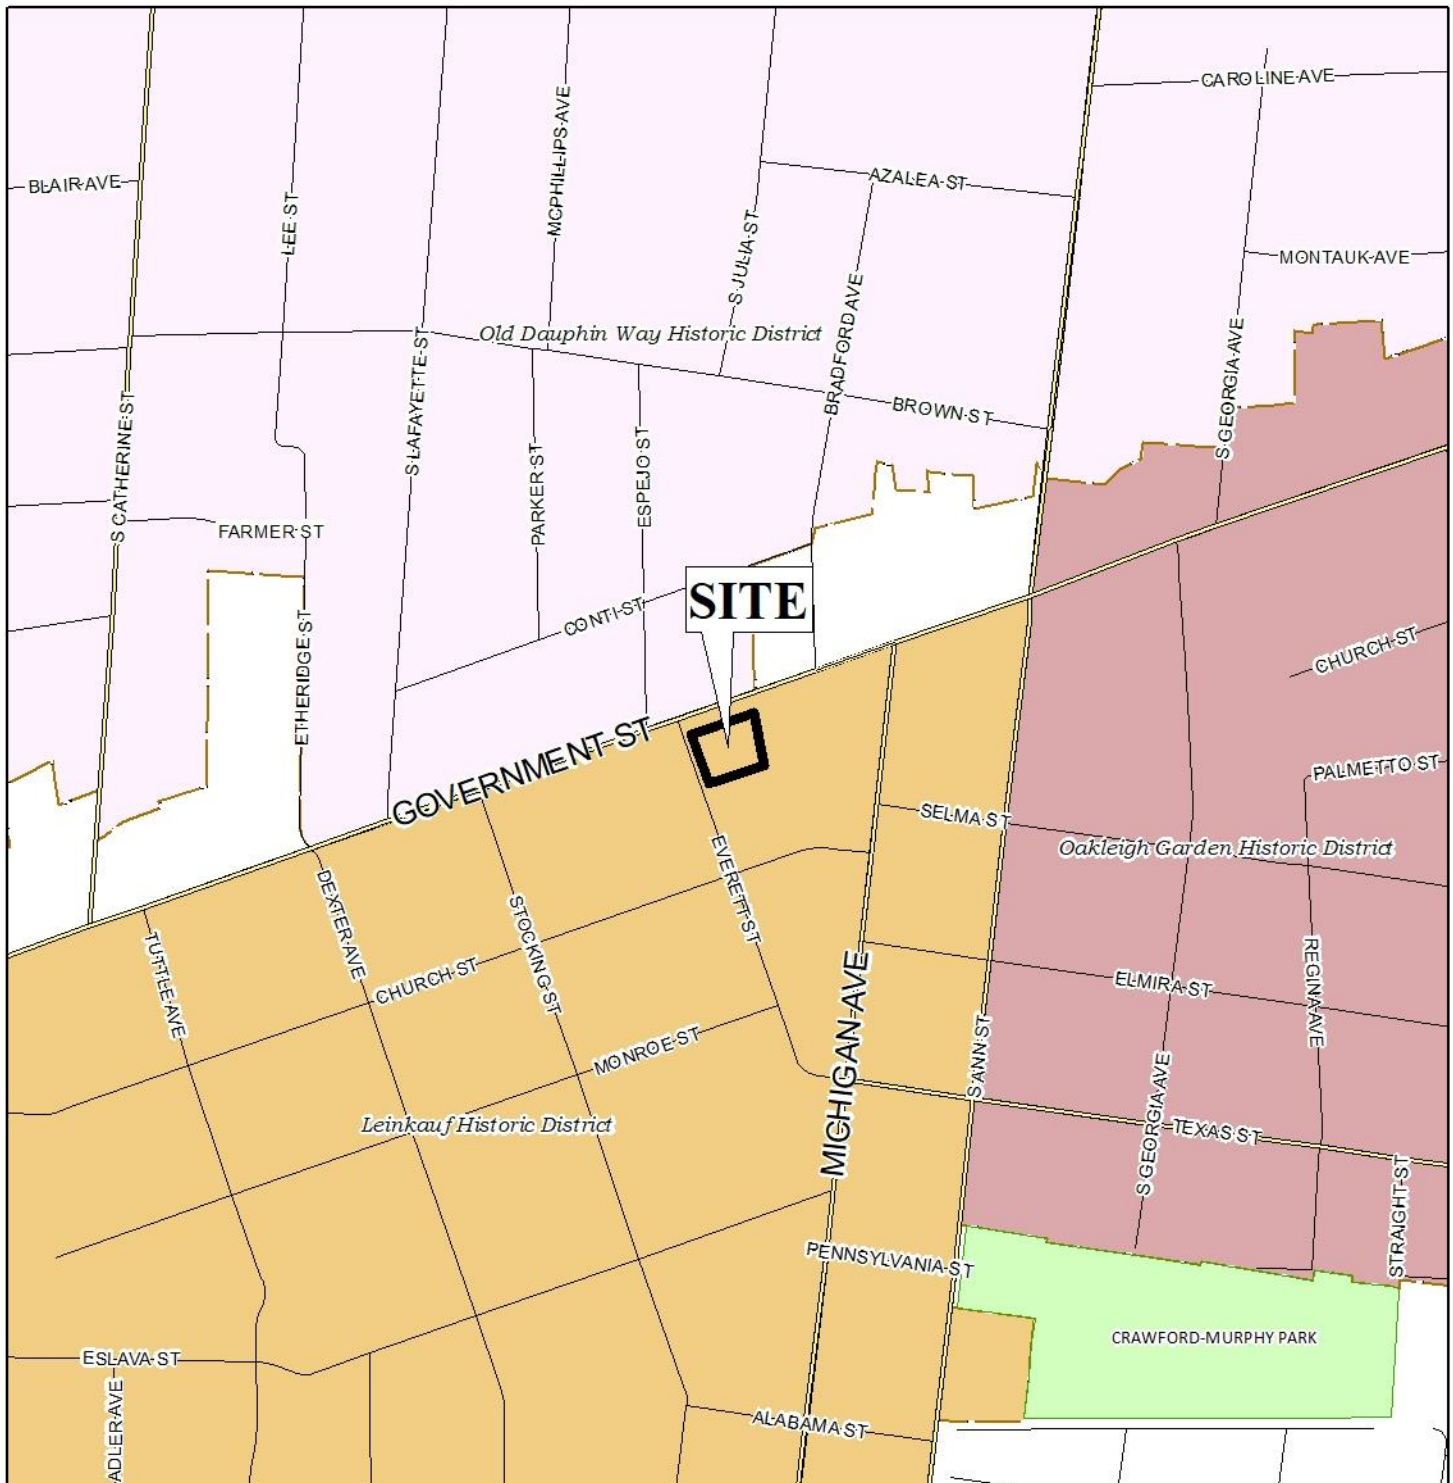 CAROLINE AVE
BLAIR AVE
MCPHILLIPS AVE
AZALEA ST
LEE ST
S JULIA ST
MONTAUK AVE
Old Dauphin Way Historic District
S LAFAYETTE ST
BRADFORD AVE
S GEORGIA AVE
BROWN ST
S CATHERINE ST
PARKER ST
ESPEJO ST
FARMER ST
SITE
CONTI ST
ETHERIDGE ST
CHURCH ST
GOVERNMENT ST
PALMETTO ST
SELMA ST
Oakleigh Garden Historic District
EVERETT ST
DEXTER AVE
STOCKING ST
TUTTLE AVE
CHURCH ST
ELMIRA ST
REGINA AVE
MONROE ST
MICHIGAN AVE
S ANN ST
Leinkauf Historic District
S GEORGIA AVE
TEXAS ST
STRAIGHT ST
PENNSYLVANIA ST
CRAWFORD-MURPHY PARK
ESLAVA ST
ADLER AVE
ALABAMA ST